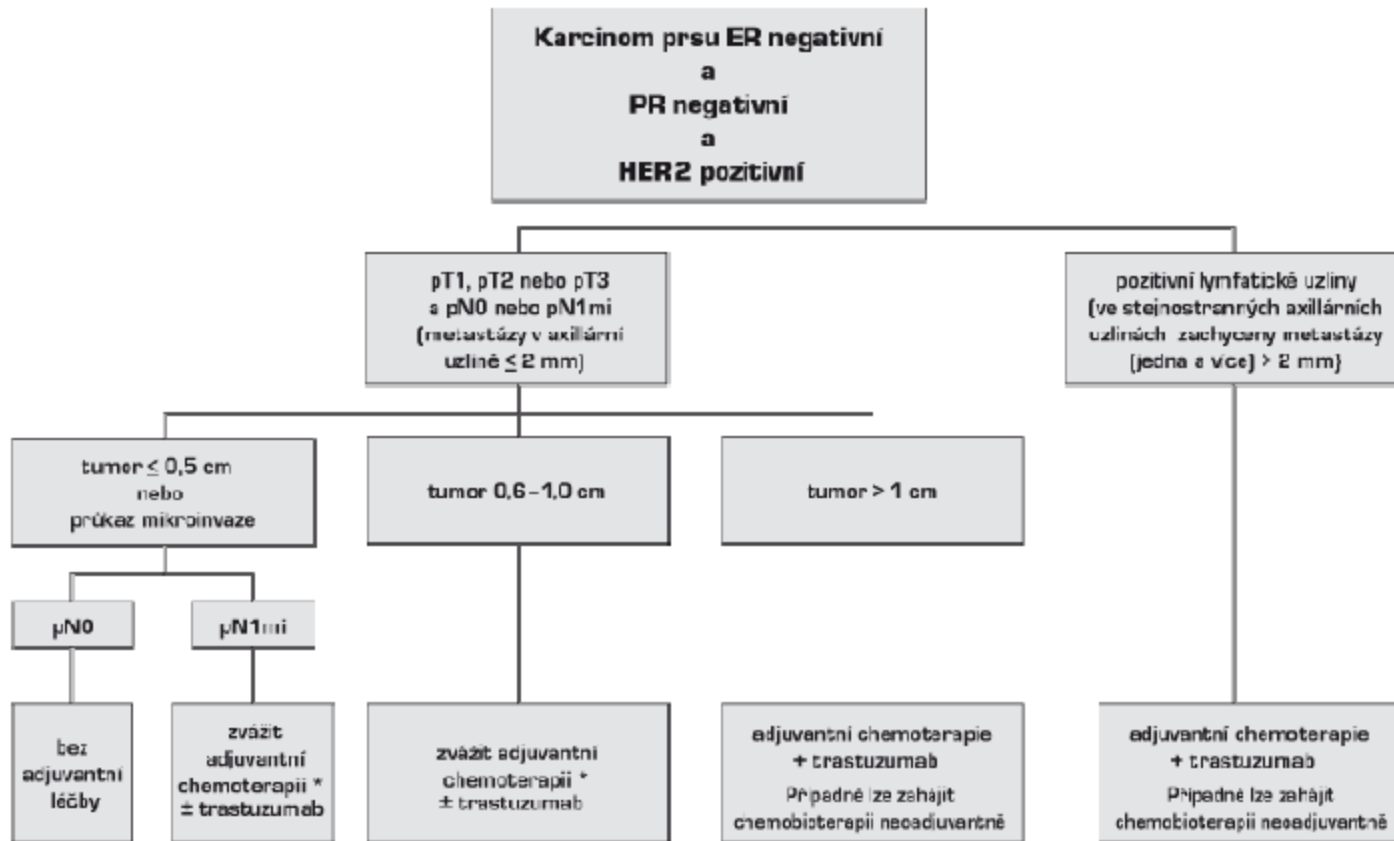 Karcinom prsu ER negativní
a
PR negativní
a
HER2 pozitivní
pT1, pT2 nebo pT3
a pN0 nebo pN1mi
(metastázy v axillární
uzlině ≤ 2 mm)
pozitivní lymfatické uzliny
(ve stejnostranných axillárních
uzlinách zachyceny metastázy
(jedna a více) > 2 mm)
tumor ≤ 0,5 cm
nebo
průkaz mikroinvaze
tumor 0,6–1,0 cm
tumor > 1 cm
pN0
pN1mi
bez
adjuvantní
léčby
zvážit
adjuvantní
chemoterapii *
± trastuzumab
zvážit adjuvantní
chemoterapii *
± trastuzumab
adjuvantní chemoterapie
+ trastuzumab
Případně lze zahájit
chemobioterapii neoadjuvantně
adjuvantní chemoterapie
+ trastuzumab
Případně lze zahájit
chemobioterapii neoadjuvantně